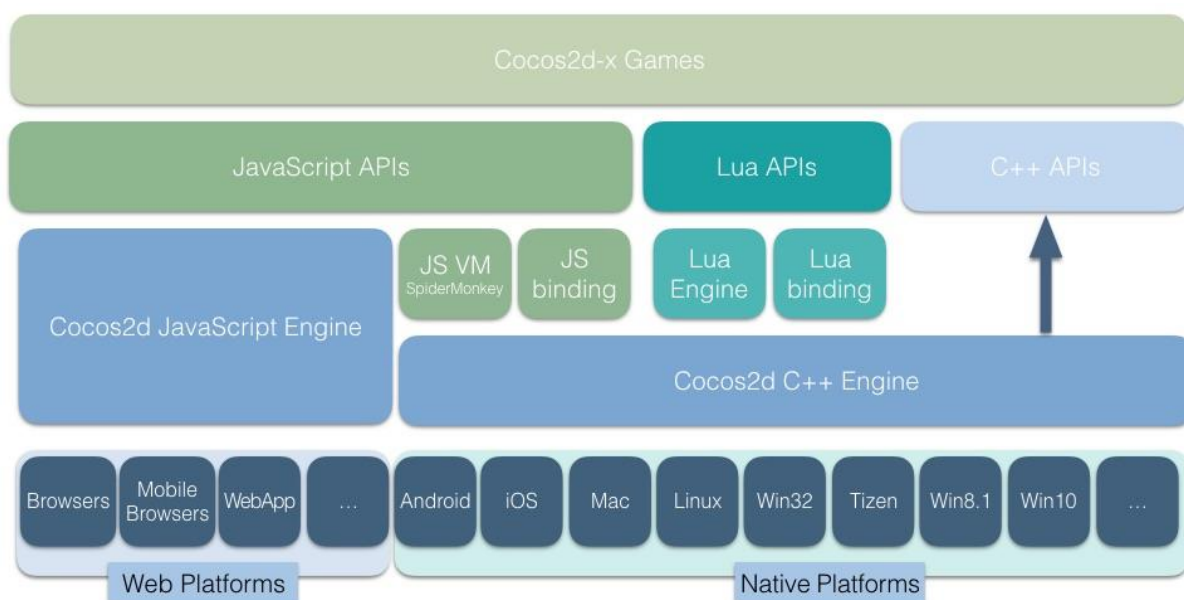 Cocos2d-x Games
JavaScript APIs
Lua APIs
C++ APIs
Cocos2d JavaScript Engine
JS VM
SpiderMonkey
JS
binding
Lua
Engine
Lua
binding
Cocos2d C++ Engine
Browsers
Mobile
Browsers
WebApp
...
Android
iOS
Mac
Linux
Win32
Tizen
Win8.1
Win10
...
Web Platforms
Native Platforms